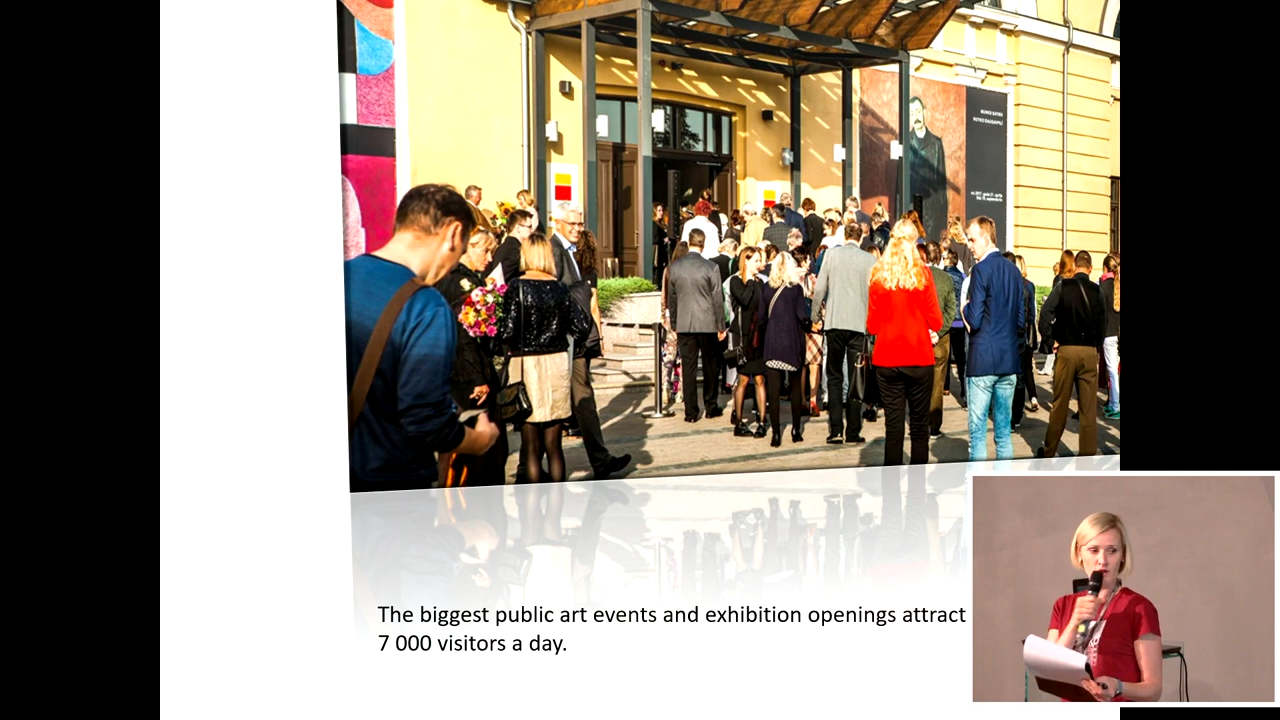 The biggest public art events and exhibition openings attract
7 000 visitors a day.